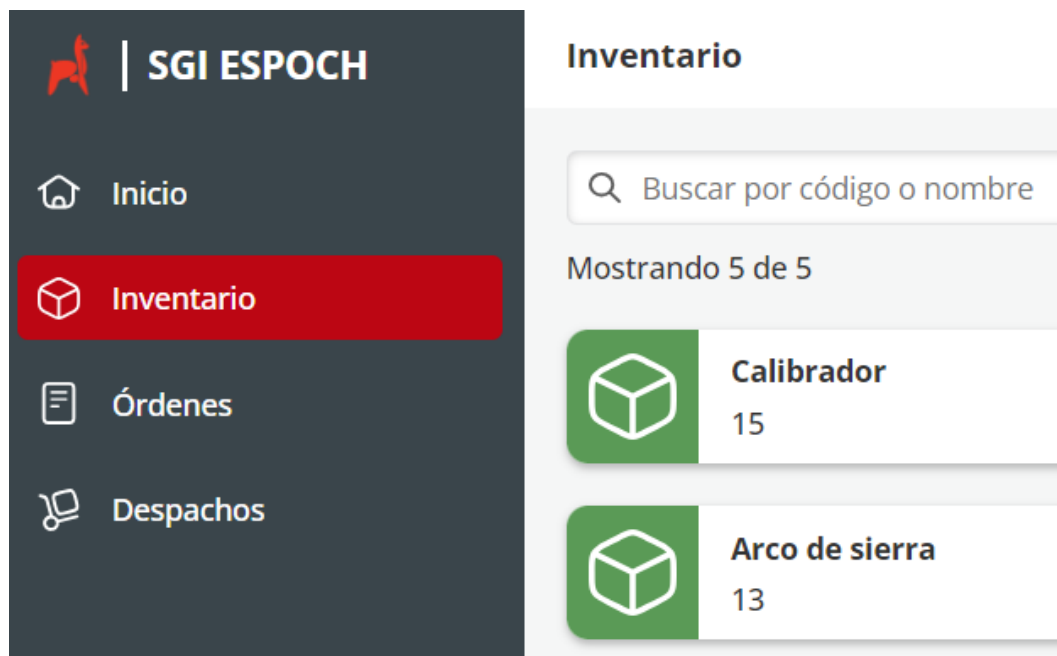 SGI ESPOCH
Inicio
Inventario
Órdenes
Despachos
Inventario
Buscar por código o nombre
Mostrando 5 de 5
Calibrador
15
Arco de sierra
13